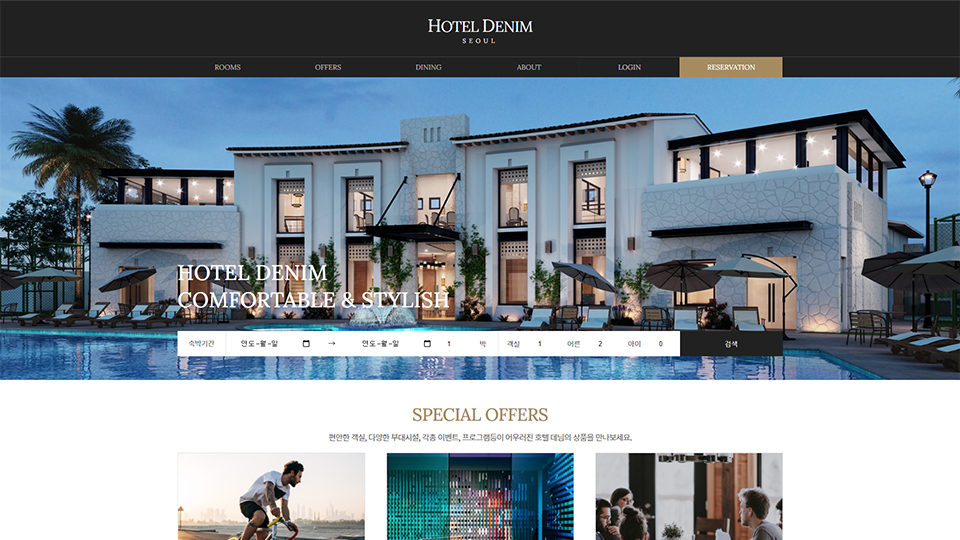 HOTEL DENIM
SEOUL
ROOMS OFFERS DINING ABOUT LOGIN RESERVATION
HOTEL DENIM
COMFORTABLE & STYLISH
숙박기간 연도-월-일 → 연도-월-일 1 박 객실 1 어른 2 아이 0 검색
SPECIAL OFFERS
편안한 객실, 다양한 부대시설, 각종 이벤트, 프로그램등이 어우러진 호텔 데님의 상품을 만나보세요.